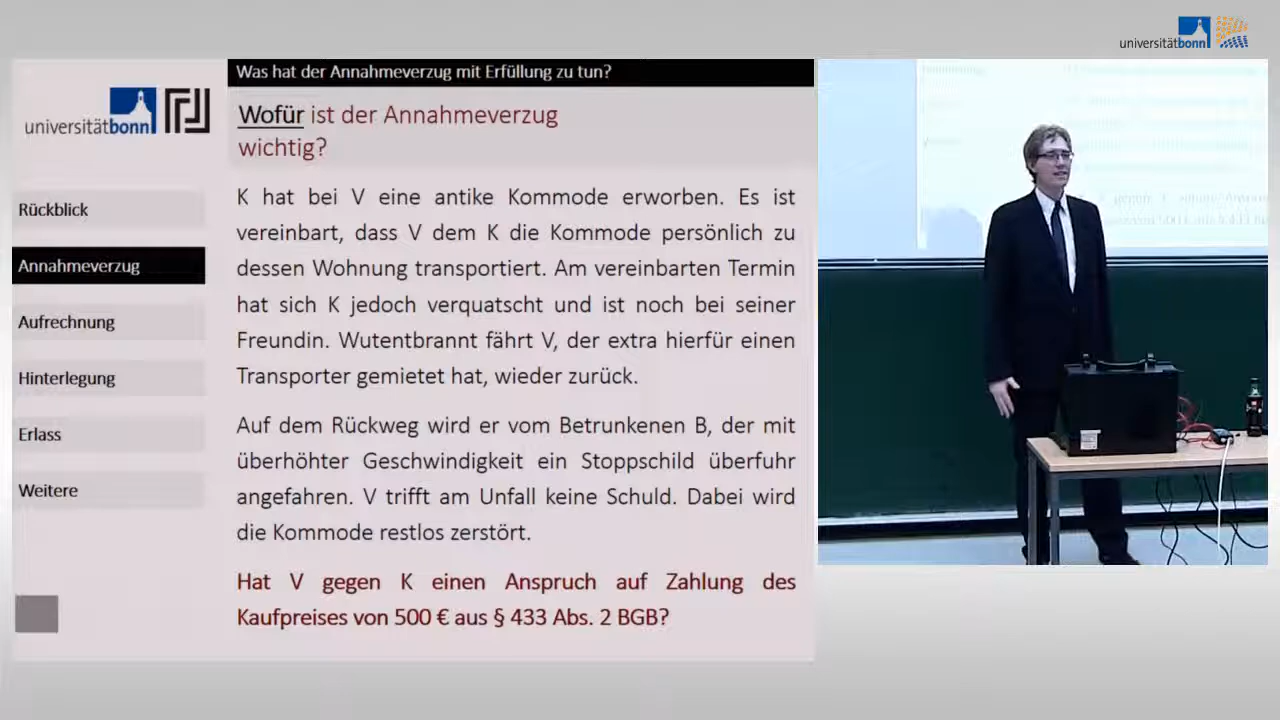 universitätbonn
Was hat der Annahmeverzug mit Erfüllung zu tun?
universitätbonn
Wofür ist der Annahmeverzug
wichtig?
Rückblick
Annahmeverzug
Aufrechnung
Hinterlegung
Erlass
Weitere
K hat bei V eine antike Kommode erworben. Es ist
vereinbart, dass V dem K die Kommode persönlich zu
dessen Wohnung transportiert. Am vereinbarten Termin
hat sich K jedoch verquatscht und ist noch bei seiner
Freundin. Wutentbrannt fährt V, der extra hierfür einen
Transporter gemietet hat, wieder zurück.
Auf dem Rückweg wird er vom Betrunkenen B, der mit
überhöhter Geschwindigkeit ein Stoppschild überfuhr
angefahren. V trifft am Unfall keine Schuld. Dabei wird
die Kommode restlos zerstört.
Hat V gegen K einen Anspruch auf Zahlung des
Kaufpreises von 500 € aus § 433 Abs. 2 BGB?